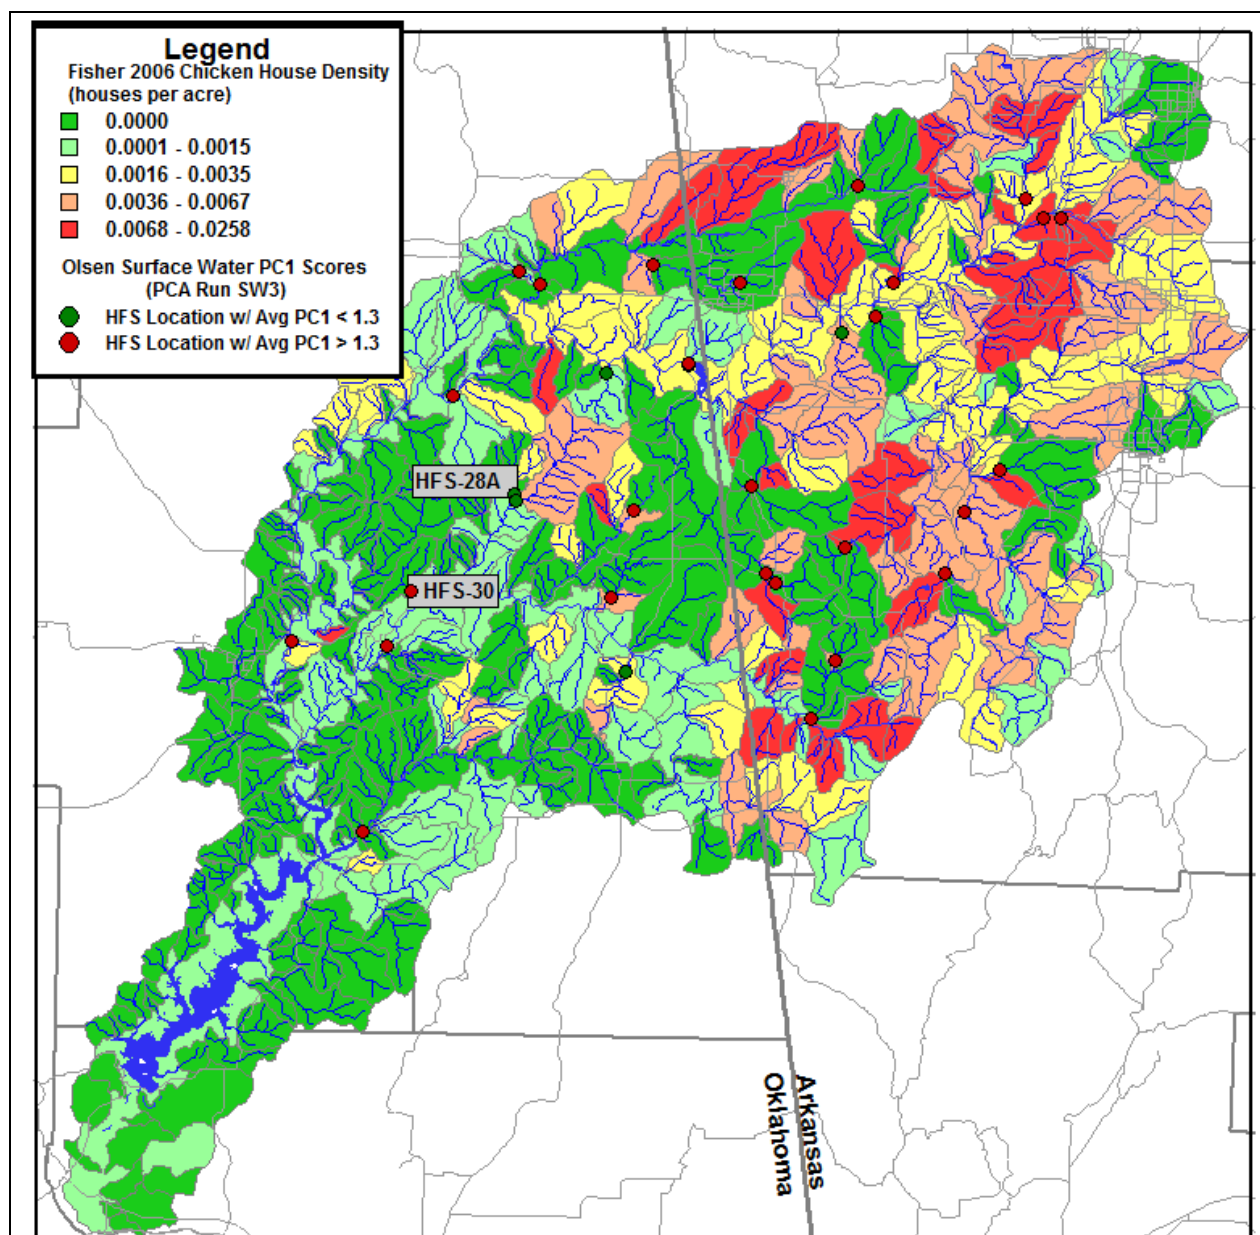 Legend
Fisher 2006 Chicken House Density
(houses per acre)
0.0000
0.0001 - 0.0015
0.0016 - 0.0035
0.0036 - 0.0067
0.0068 - 0.0258
Olsen Surface Water PC1 Scores
(PCA Run SW3)
HFS Location w/ Avg PC1 < 1.3
HFS Location w/ Avg PC1 > 1.3
HFS-28A
HFS-30
Arkansas
Oklahoma